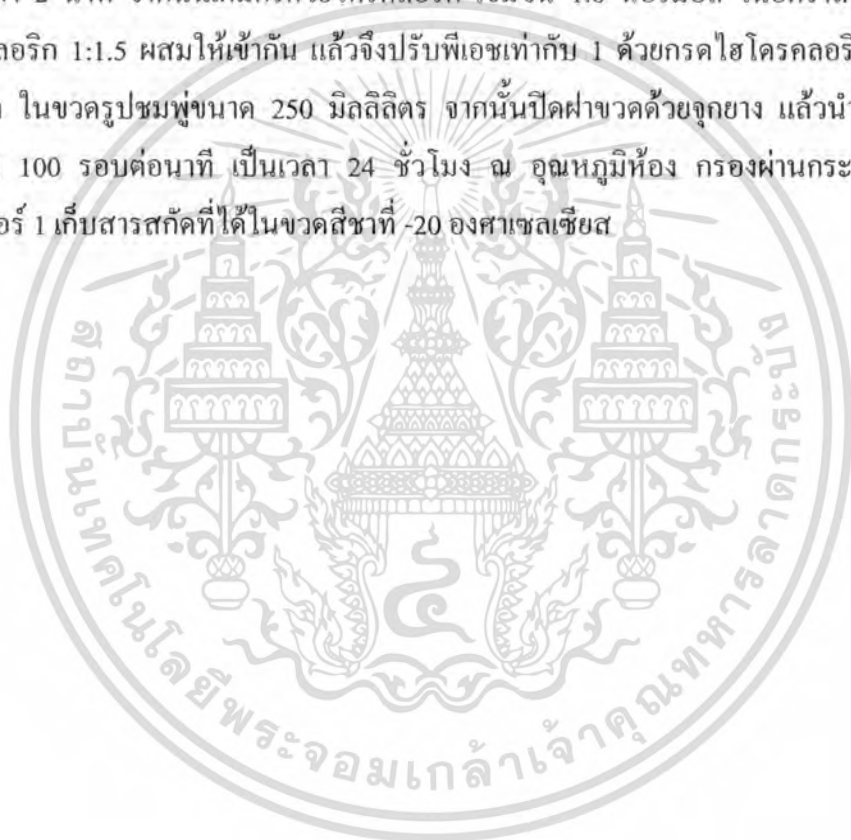 ลอริก 1:1.5 ผสมให้เข้ากัน แล้วจึงปรับพีเอชเท่ากับ 1 ด้วยกรดไฮโดรคลอริ
ในขวดรูปชมพู่ขนาด 250 มิลลิลิตร จากนั้นปิดฝาขวดด้วยจุกยาง แล้วนำ
100 รอบต่อนาที เป็นเวลา 24 ชั่วโมง ณ อุณหภูมิห้อง กรองผ่านกระ
อร์ 1 เก็บสารสกัดที่ได้ในขวดสีชาที่ -20 องศาเซลเซียส
สถาบันเทคโนโลยีพระจอมเกล้าเจ้าคุณทหารลาดกระบัง